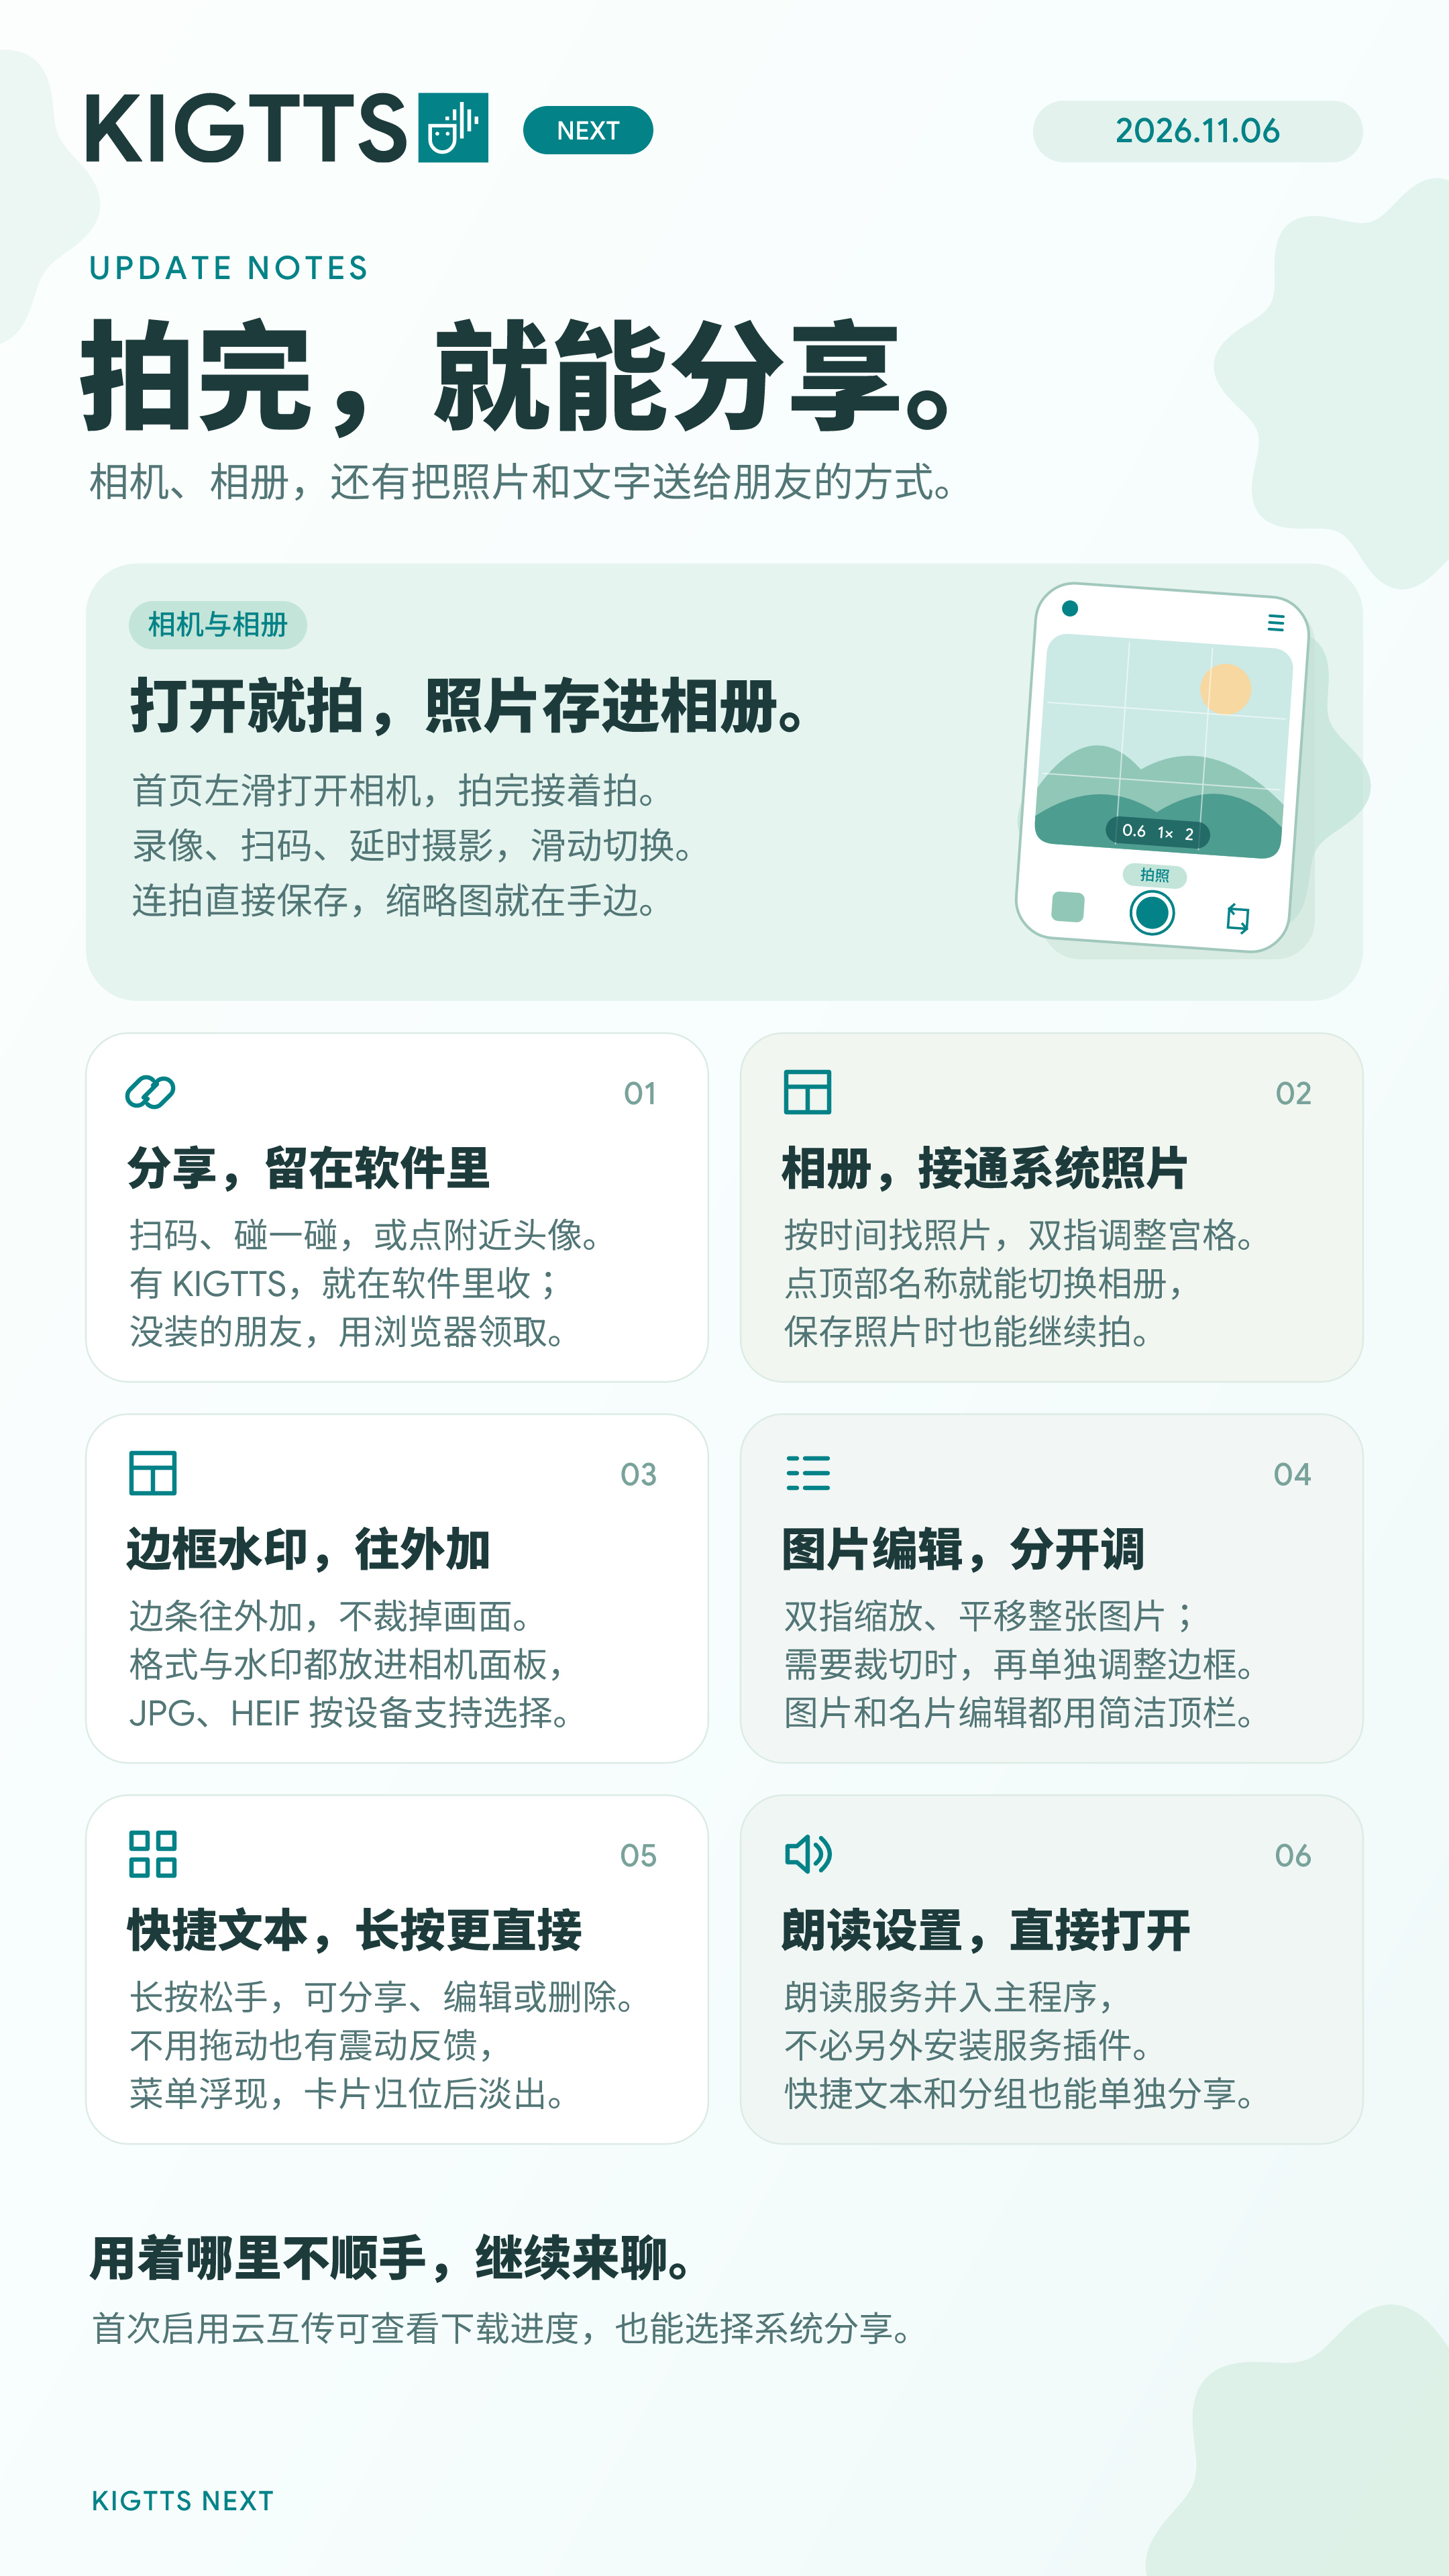 KIGTTS
NEXT
2026.11.06
UPDATE NOTES
拍完，就能分享。
相机、相册，还有把照片和文字送给朋友的方式。
相机与相册
打开就拍，照片存进相册。
首页左滑打开相机，拍完接着拍。
录像、扫码、延时摄影，滑动切换。
连拍直接保存，缩略图就在手边。
0.6 1× 2
拍照
01
分享，留在软件里
扫码、碰一碰，或点附近头像。
有 KIGTTS，就在软件里收；
没装的朋友，用浏览器领取。
02
相册，接通系统照片
按时间找照片，双指调整宫格。
点顶部名称就能切换相册，
保存照片时也能继续拍。
03
边框水印，往外加
边条往外加，不裁掉画面。
格式与水印都放进相机面板，
JPG、HEIF 按设备支持选择。
04
图片编辑，分开调
双指缩放、平移整张图片；
需要裁切时，再单独调整边框。
图片和名片编辑都用简洁顶栏。
05
快捷文本，长按更直接
长按松手，可分享、编辑或删除。
不用拖动也有震动反馈，
菜单浮现，卡片归位后淡出。
06
朗读设置，直接打开
朗读服务并入主程序，
不必另外安装服务插件。
快捷文本和分组也能单独分享。
用着哪里不顺手，继续来聊。
首次启用云互传可查看下载进度，也能选择系统分享。
KIGTTS NEXT